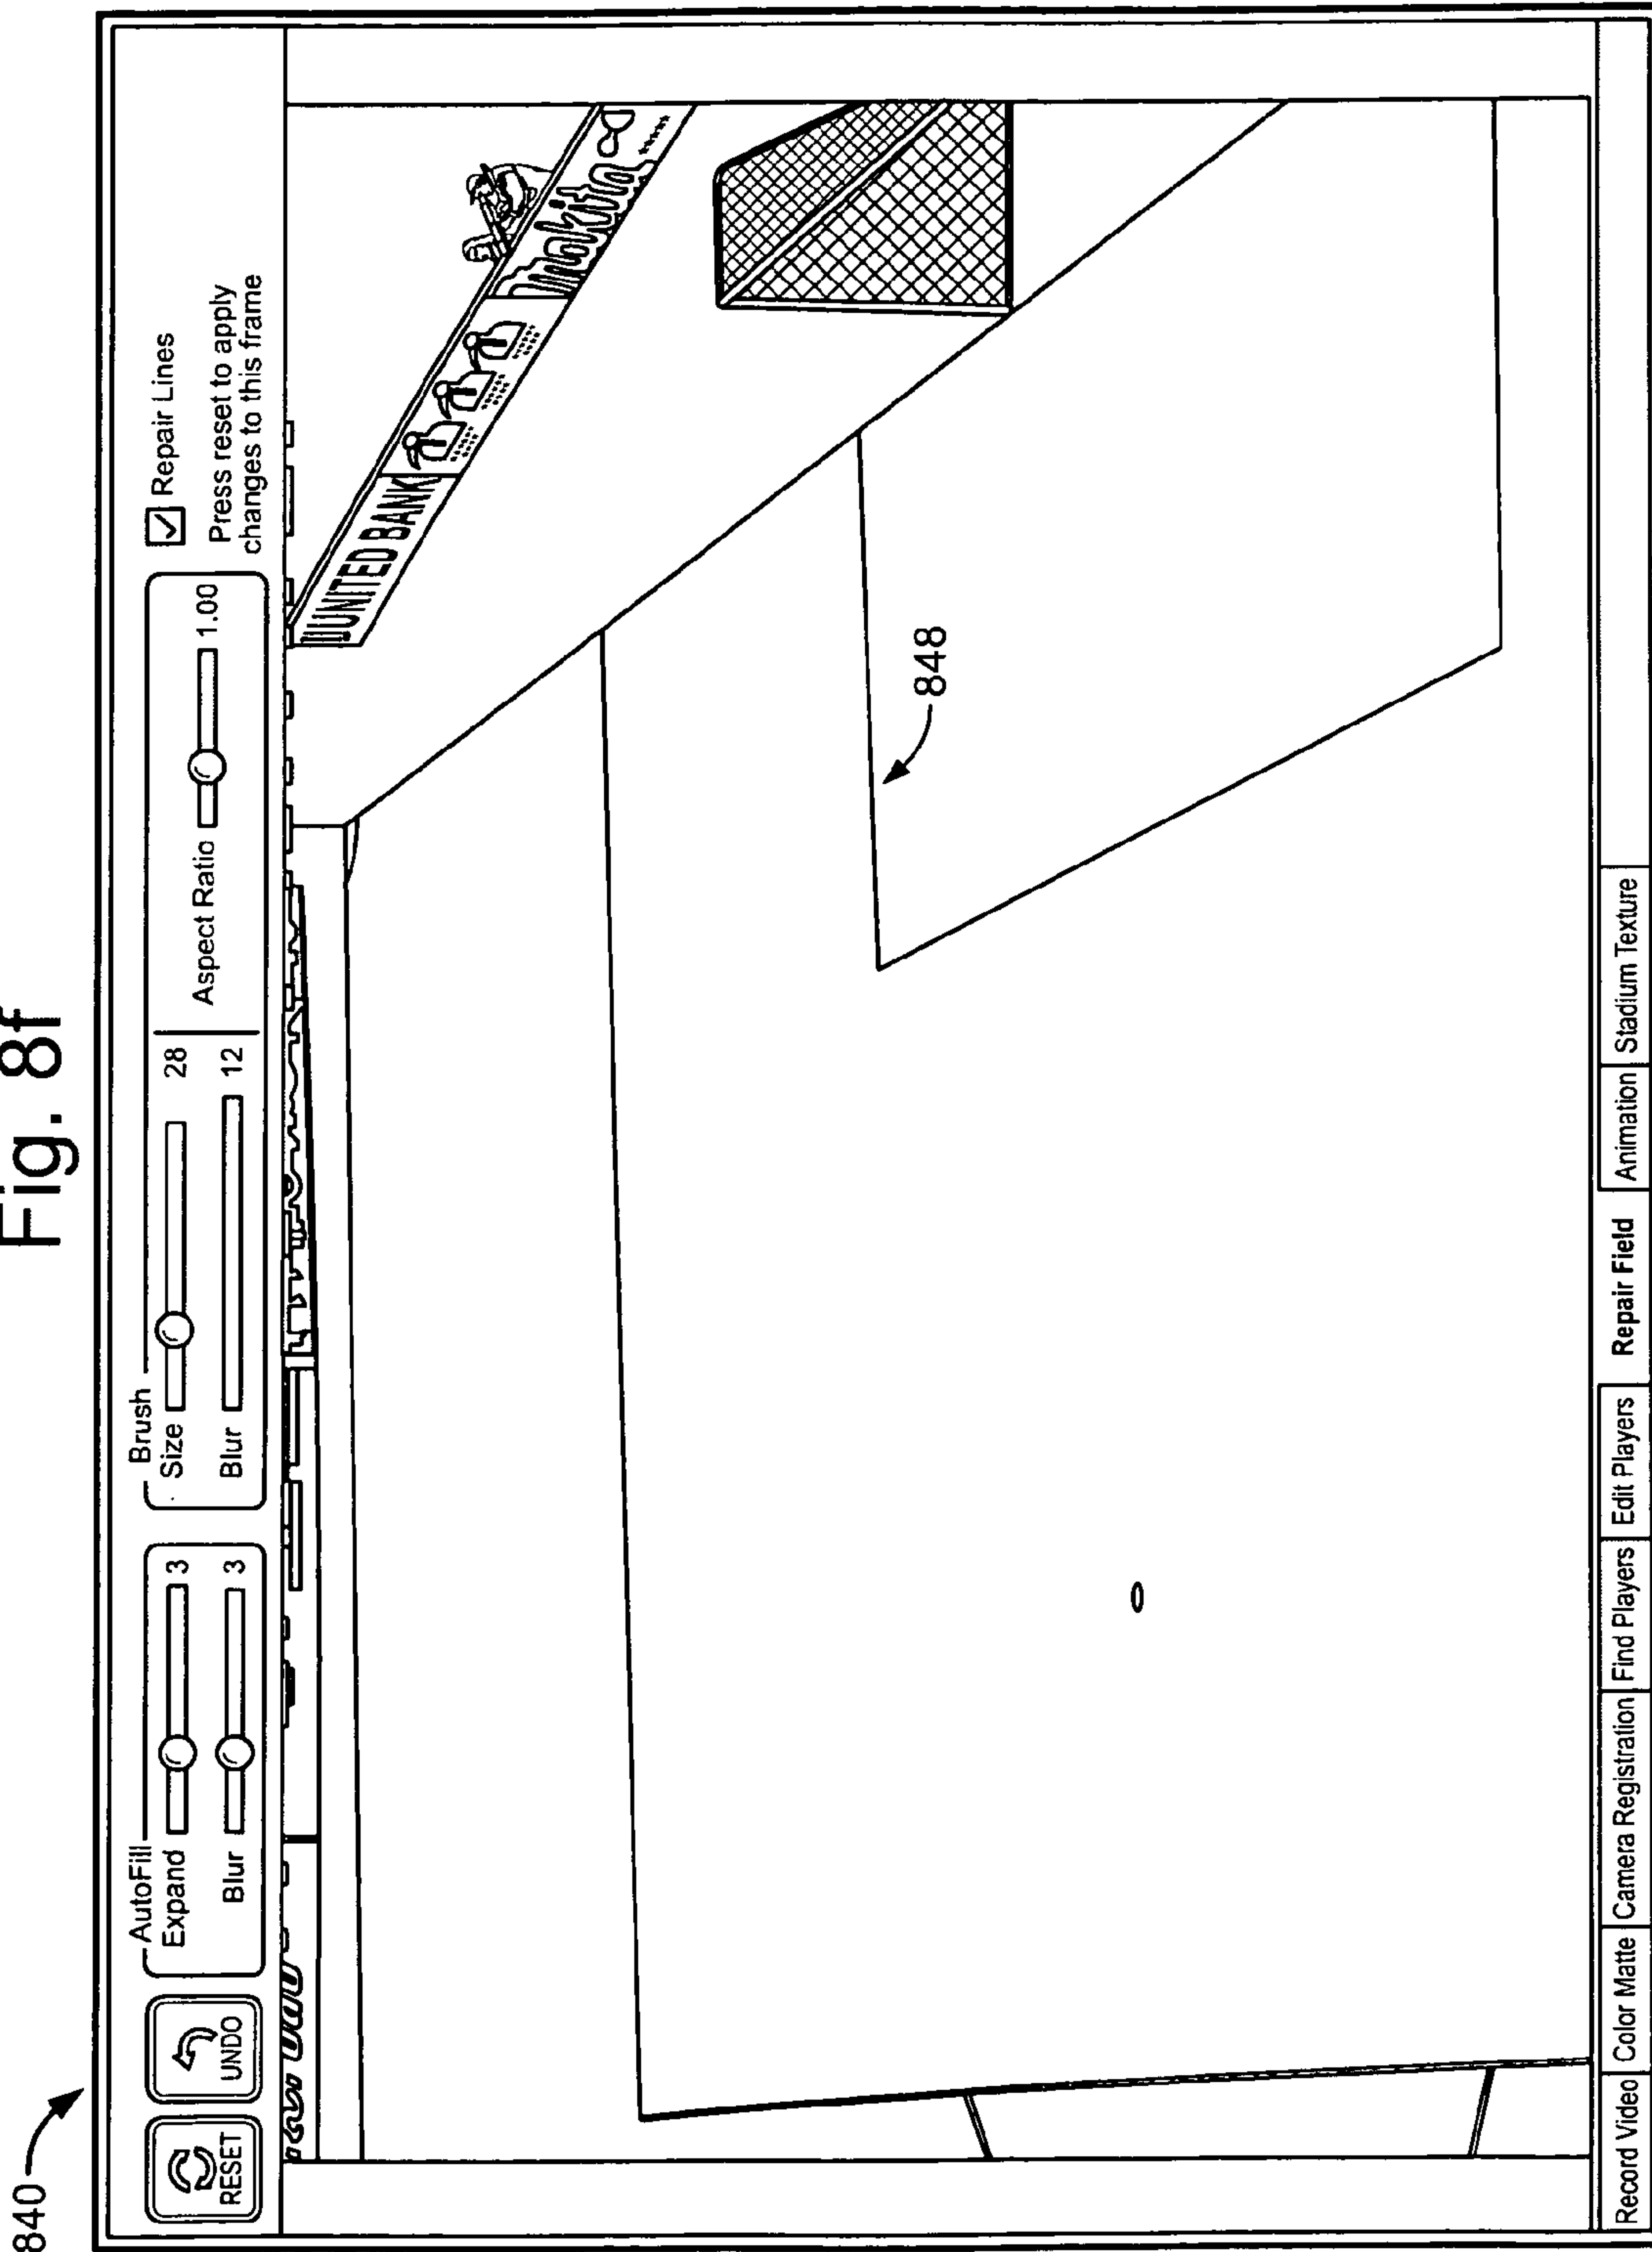 Fig. 8f
840
RESET
UNDO
AutoFill
Expand 3
Blur 3
Brush
Size 28
Blur 12
Aspect Ratio 1.00
Repair Lines
Press reset to apply
changes to this frame
UNITED BANK
makita
848
Record Video Color Matte Camera Registration Find Players Edit Players Repair Field Animation Stadium Texture